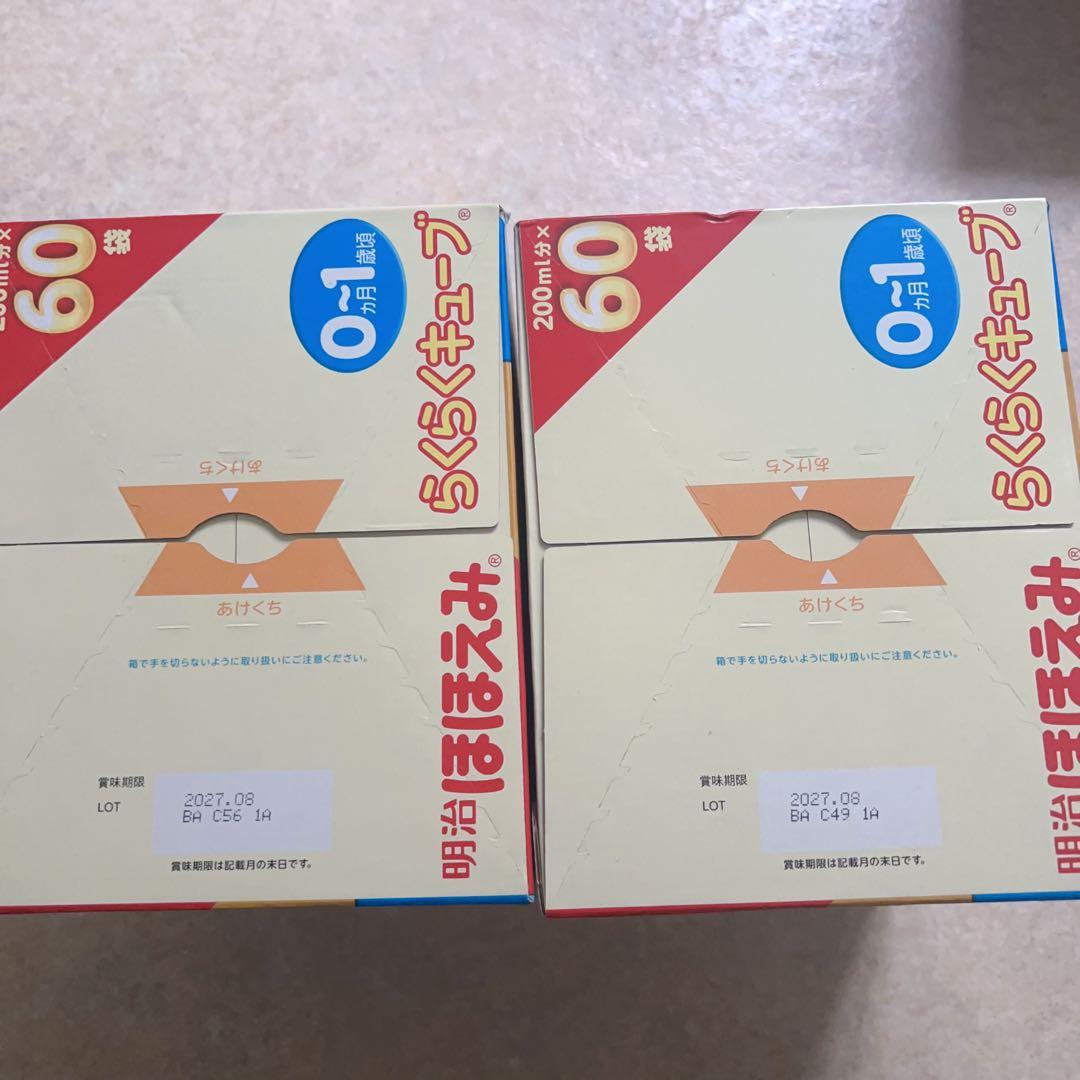 200ml分×
60袋
0~1
カ月 歳頃
らくらくキューブ®
あけくち
あけくち
箱で手を切らないように取り扱いにご注意ください。
賞味期限
LOT
2027.08
BA C56 1A
賞味期限は記載月の末日です。
明治ほほえみ®
200ml分×
60袋
0~1
カ月 歳頃
らくらくキューブ®
あけくち
あけくち
箱で手を切らないように取り扱いにご注意ください。
賞味期限
LOT
2027.08
BA C49 1A
賞味期限は記載月の末日です。
明治ほほえみ®